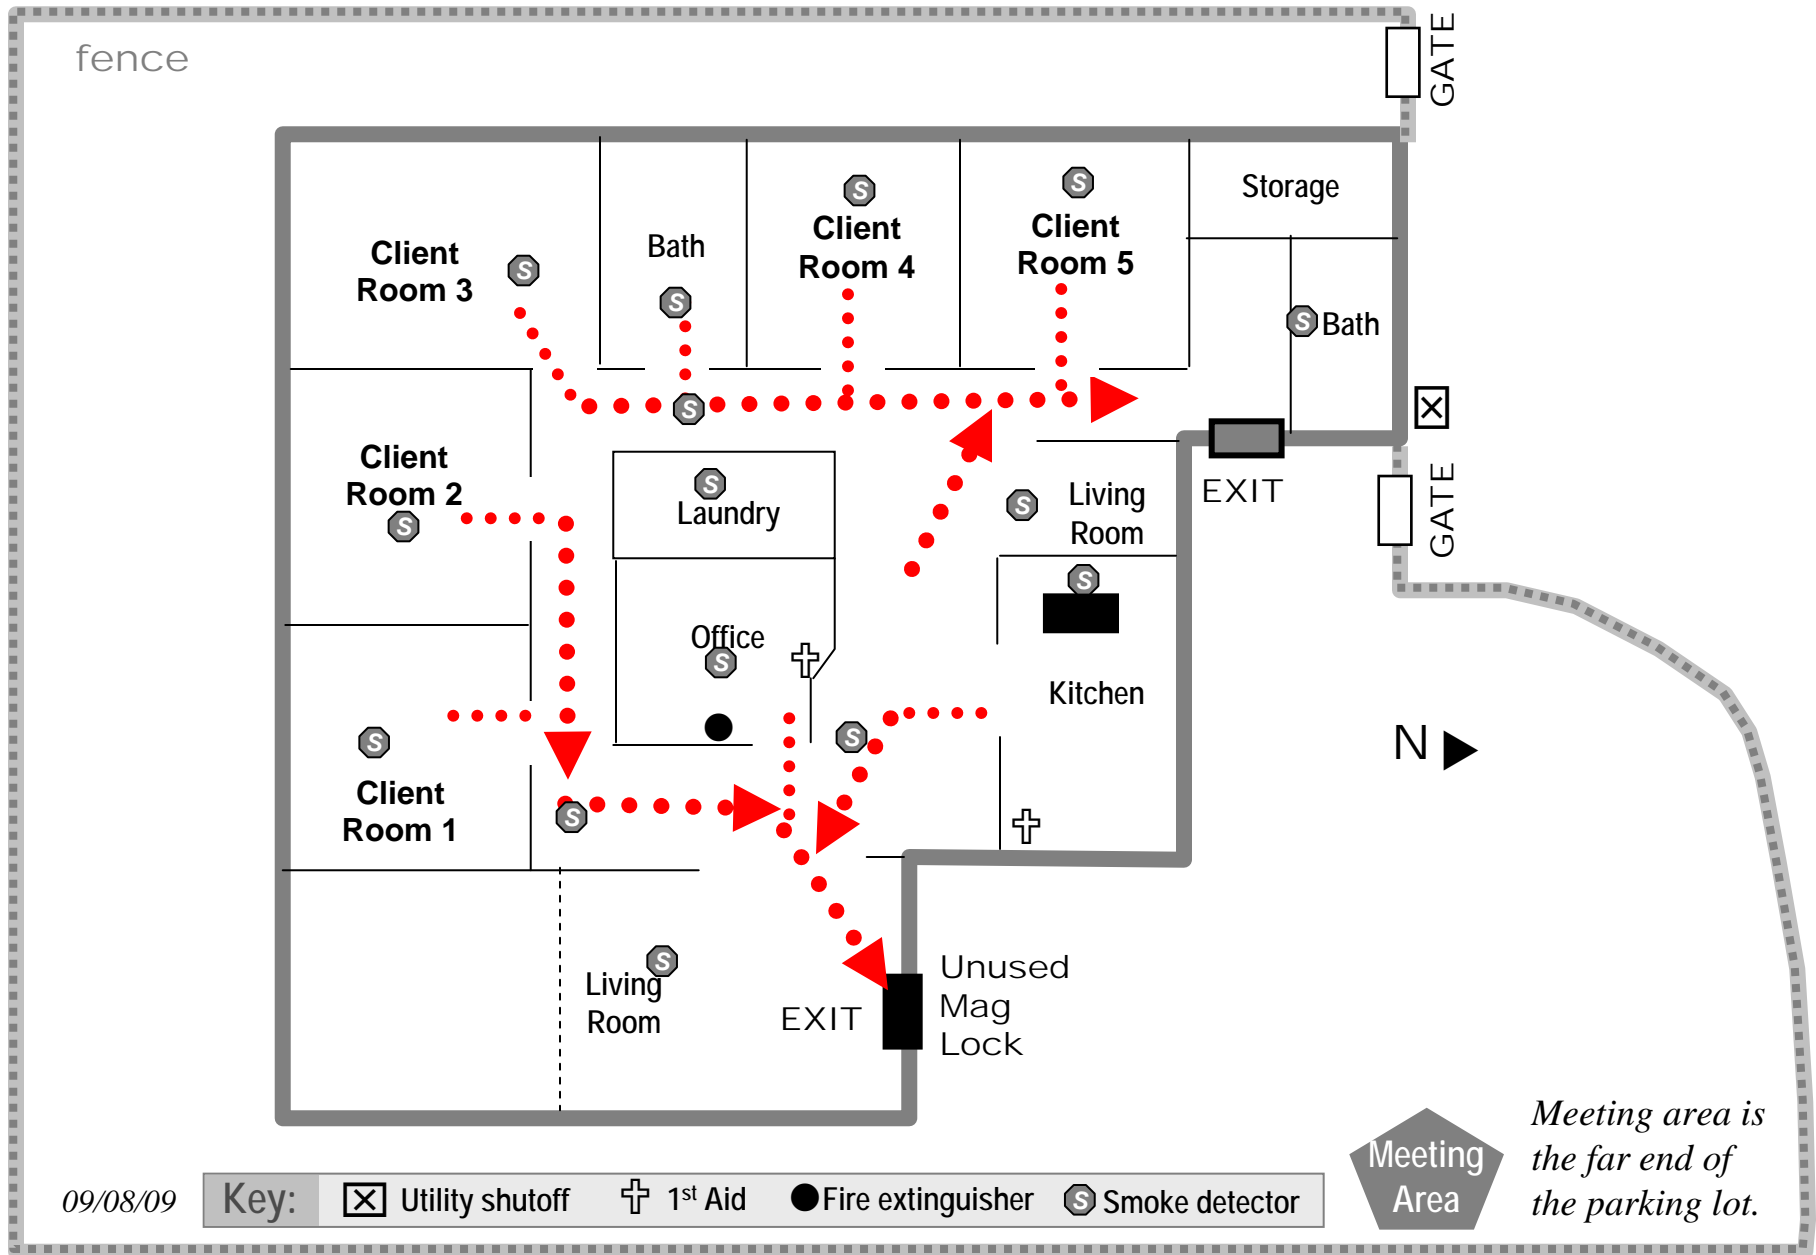 fence
GATE
Storage
Client
Room 3
Bath
Client
Room 4
Client
Room 5
S
S
S
S
S
Bath
S
Client
Room 2
S
S
Laundry
S
Living
Room
EXIT
GATE
S
Office
S
Kitchen
Client
Room 1
S
S
S
N
Living
Room
S
EXIT
Unused
Mag
Lock
Meeting
Area
Meeting area is
the far end of
the parking lot.
09/08/09
Key:
Utility shutoff
1st Aid
Fire extinguisher
S
Smoke detector